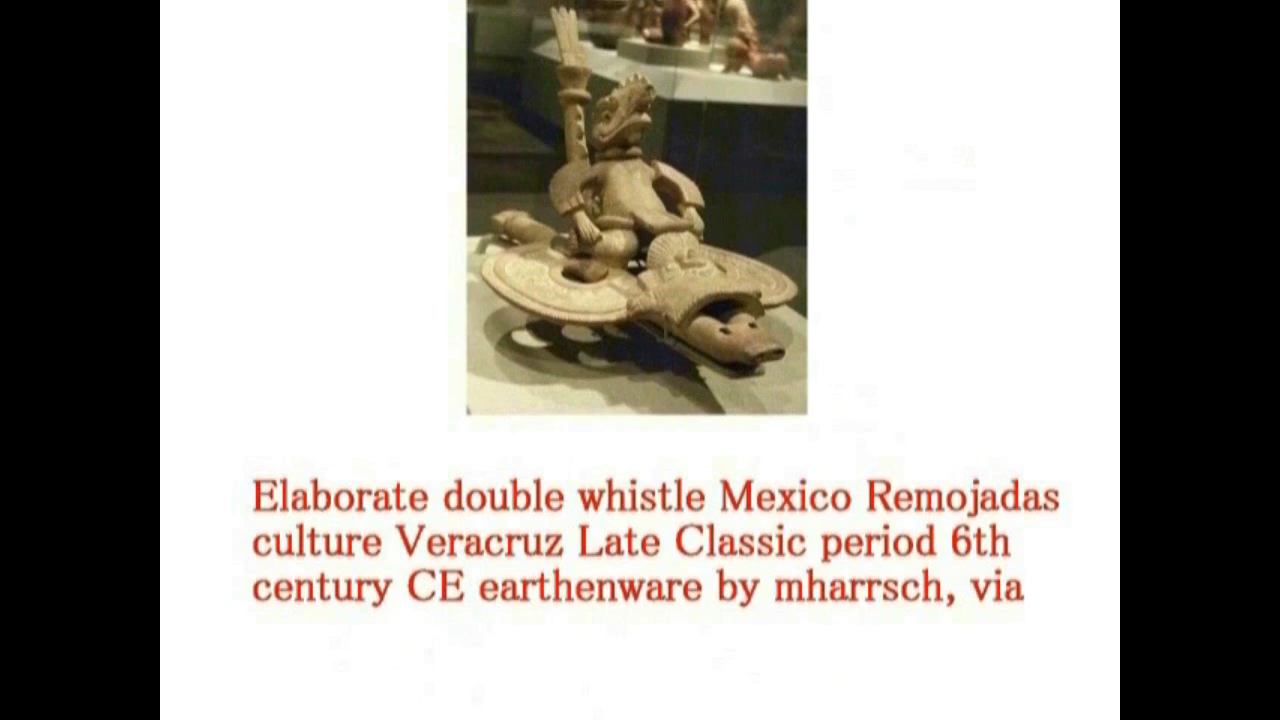 Elaborate double whistle Mexico Remojadas
culture Veracruz Late Classic period 6th
century CE earthenware by mharrsch, via